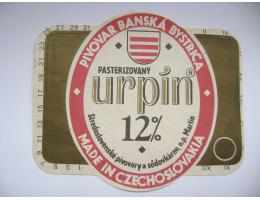 PIVOVAR BANSKÁ BYSTRICA
PASTERIZOVANÝ
urpín®
12%
Stredoslovenské pivovary a sódovkárne, n.p. Martin
MADE IN CZECHOSLOVAKIA